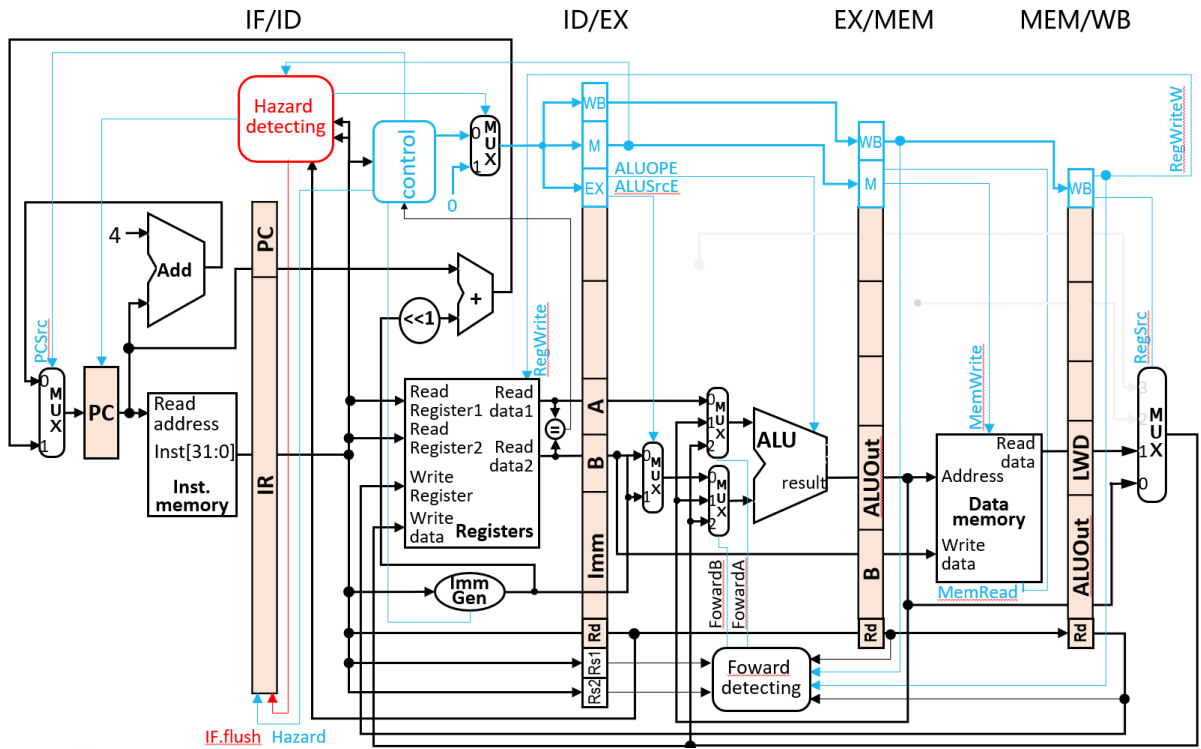 IF/ID
ID/EX
EX/MEM
MEM/WB
Hazard
detecting
control
0
1
M
U
X
0
WB
M
EX
ALUOPE
ALUSrcE
WB
M
WB
RegWriteW
4
Add
PC
IR
<<1
+
PCSrc
0
1
M
U
X
PC
Read
address
Inst[31:0]
Inst.
memory
RegWrite
Read
Register1
Read
Register2
Write
Register
Write
data
Read
data1
Read
data2
Registers
=
Imm
Gen
A
B
Imm
Rd
Rs1
Rs2
0
1
M
U
X
0
1
2
M
U
X
0
1
2
M
U
X
ALU
result
FowardB
FowardA
Foward
detecting
ALUOut
B
Rd
MemWrite
Address
Read
data
Data
memory
Write
data
MemRead
LWD
ALUOut
Rd
RegSrc
3
2
1
0
M
U
X
IF.flush
Hazard